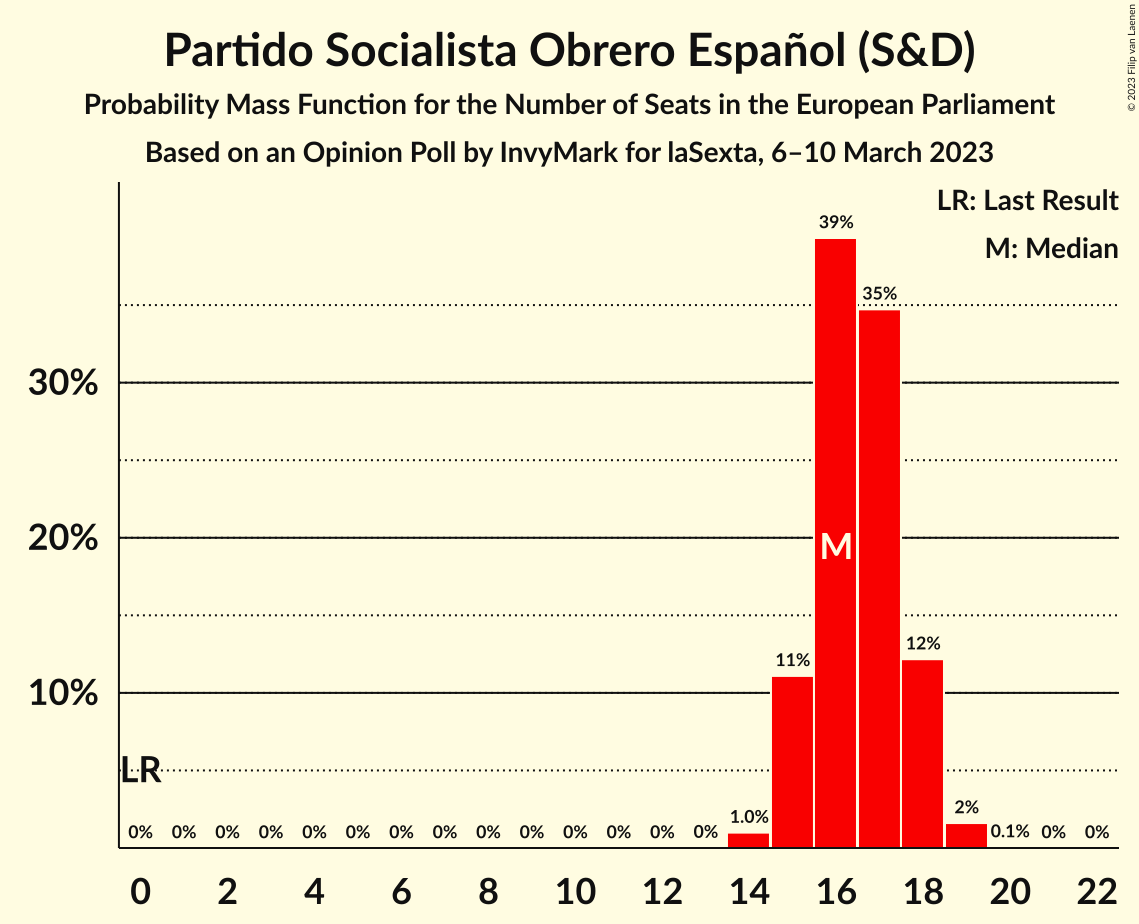 Partido Socialista Obrero Español (S&D)
Probability Mass Function for the Number of Seats in the European Parliament
Based on an Opinion Poll by InvyMark for laSexta, 6–10 March 2023
© 2023 Filip van Laenen
LR: Last Result
M: Median
39%
35%
30%
20%
M
12%
11%
10%
LR
2%
1.0%
0% 0% 0% 0% 0% 0% 0% 0% 0% 0% 0% 0% 0% 0% 0.1% 0% 0%
0 2 4 6 8 10 12 14 16 18 20 22